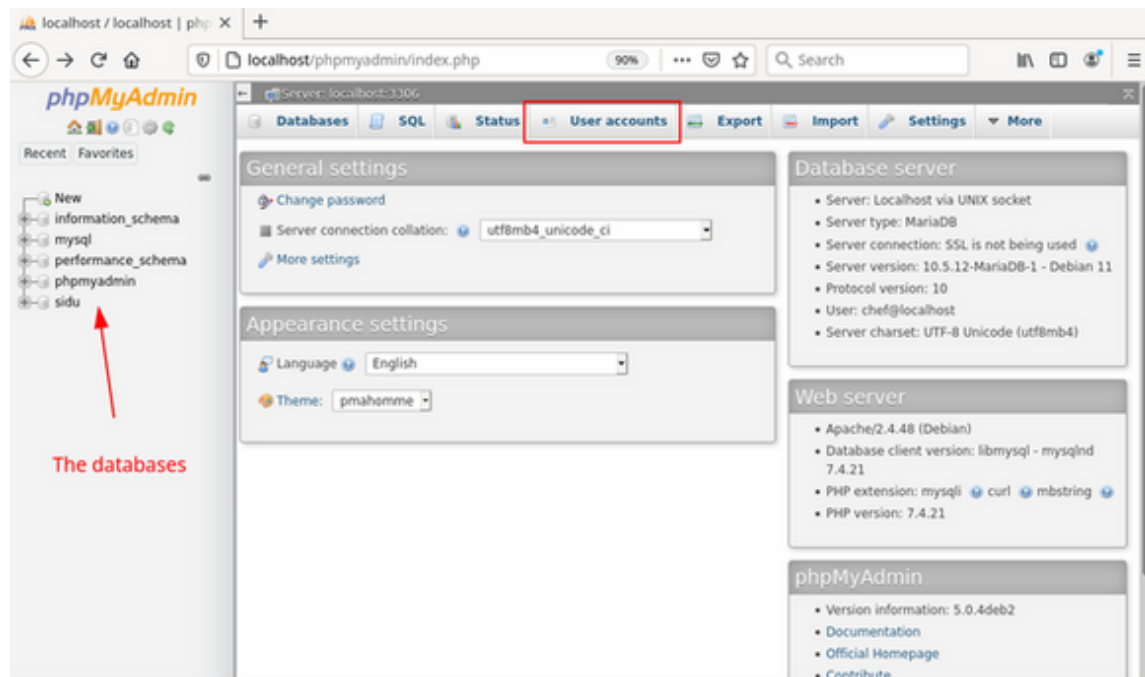 localhost / localhost | php
localhost/phpmyadmin/index.php
90%
Search
phpMyAdmin
Recent Favorites
New
information_schema
mysql
performance_schema
phpmyadmin
sidu
The databases
Server: localhost:3306
Databases SQL Status User accounts Export Import Settings More
General settings
Change password
Server connection collation: utf8mb4_unicode_ci
More settings
Appearance settings
Language English
Theme: pmahomme
Database server
Server: Localhost via UNIX socket
Server type: MariaDB
Server connection: SSL is not being used
Server version: 10.5.12-MariaDB-1 - Debian 11
Protocol version: 10
User: chef@localhost
Server charset: UTF-8 Unicode (utf8mb4)
Web server
Apache/2.4.48 (Debian)
Database client version: libmysql - mysqlnd
7.4.21
PHP extension: mysqli curl mbstring
PHP version: 7.4.21
phpMyAdmin
Version information: 5.0.4deb2
Documentation
Official Homepage
Contribute